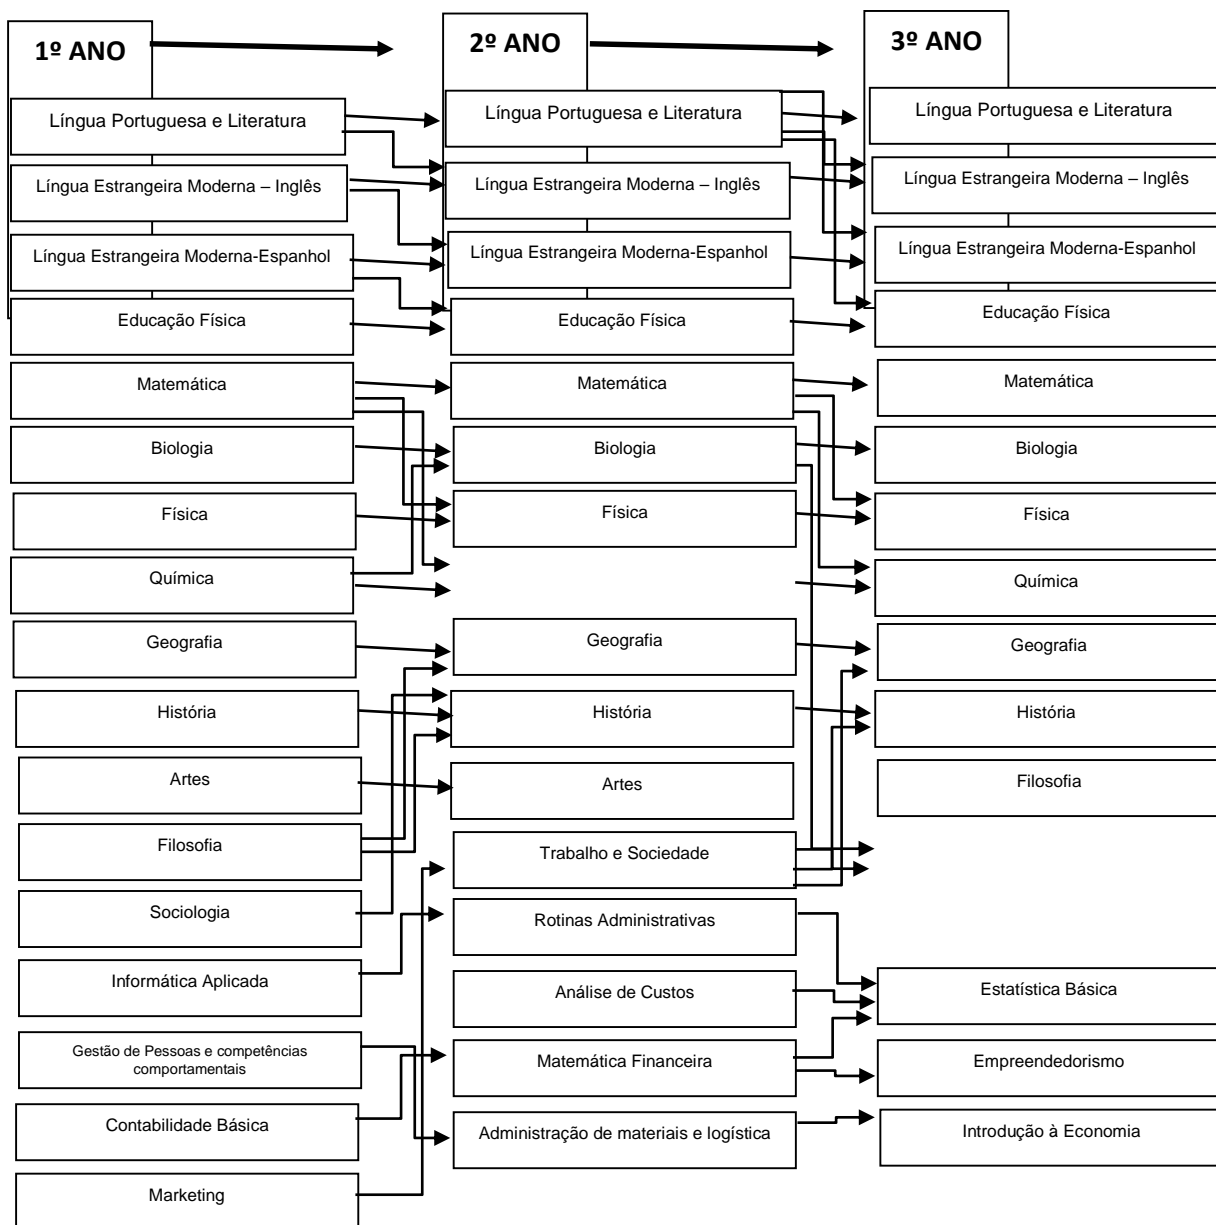 1º ANO
2º ANO
3º ANO
Língua Portuguesa e Literatura
Língua Portuguesa e Literatura
Língua Portuguesa e Literatura
Língua Estrangeira Moderna – Inglês
Língua Estrangeira Moderna – Inglês
Língua Estrangeira Moderna – Inglês
Língua Estrangeira Moderna-Espanhol
Língua Estrangeira Moderna-Espanhol
Língua Estrangeira Moderna-Espanhol
Educação Física
Educação Física
Educação Física
Matemática
Matemática
Matemática
Biologia
Biologia
Biologia
Física
Física
Física
Química
Química
Geografia
Geografia
Geografia
História
História
História
Artes
Artes
Filosofia
Filosofia
Trabalho e Sociedade
Sociologia
Rotinas Administrativas
Informática Aplicada
Análise de Custos
Estatística Básica
Gestão de Pessoas e competências
comportamentais
Matemática Financeira
Empreendedorismo
Contabilidade Básica
Administração de materiais e logística
Introdução à Economia
Marketing